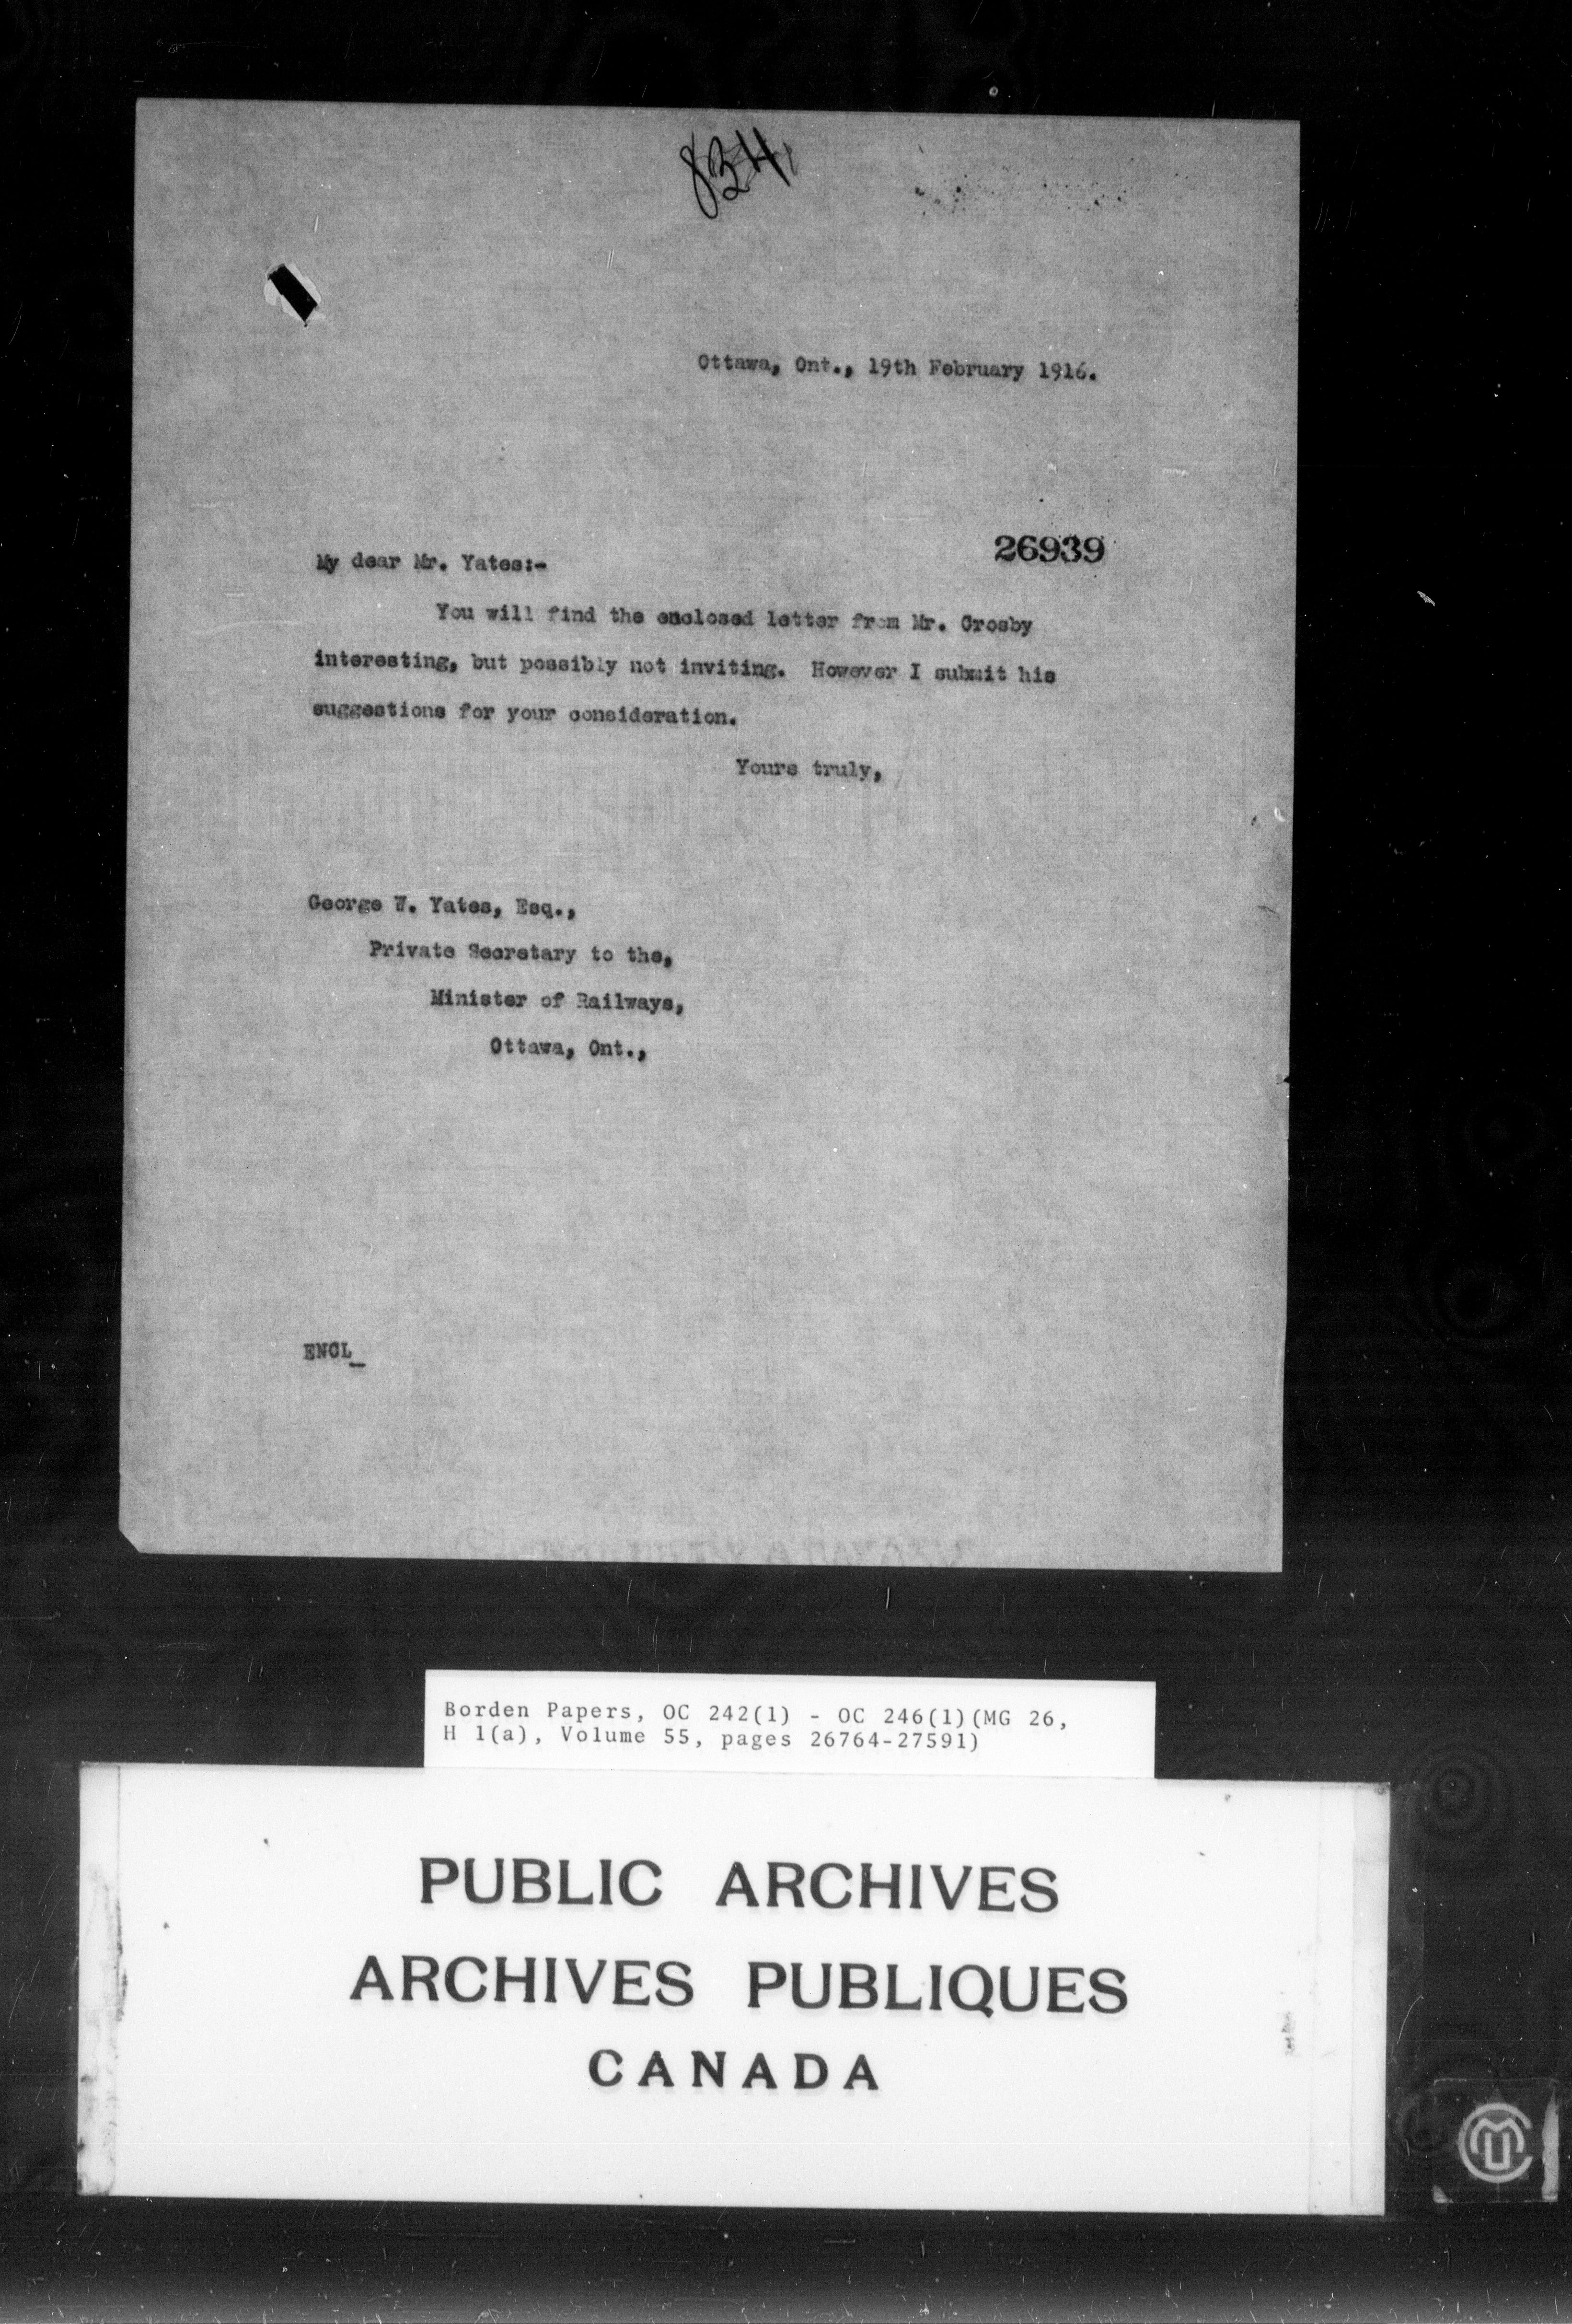 834
Ottawa, Ont., 19th February 1916.
26939
My dear Mr. Yates:-
You will find the enclosed letter from Mr. Crosby
interesting, but possibly not inviting. However I submit his
suggestions for your consideration.
Yours truly,
George W. Yates, Esq.,
Private Secretary to the,
Minister of Railways,
Ottawa, Ont.,
ENCL_
Borden Papers, OC 242(1) - OC 246(1)(MG 26,
H 1(a), Volume 55, pages 26764-27591)
PUBLIC ARCHIVES
ARCHIVES PUBLIQUES
CANADA